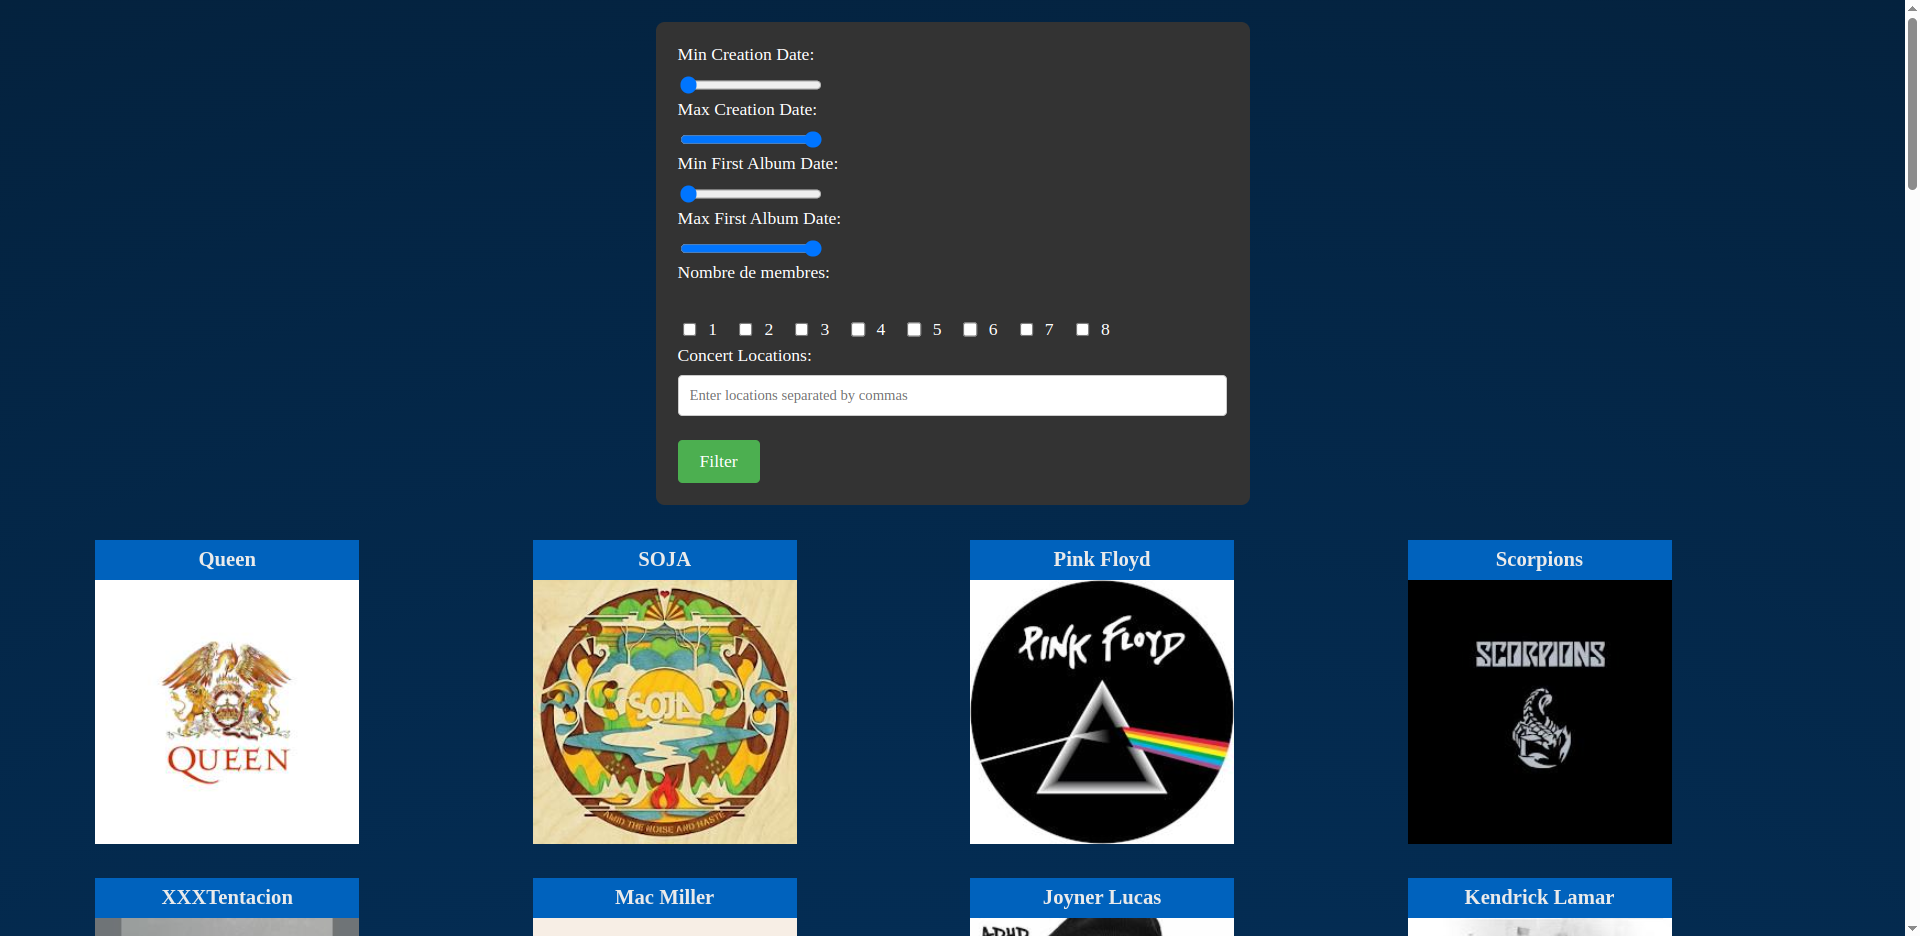 Min Creation Date:
Max Creation Date:
Min First Album Date:
Max First Album Date:
Nombre de membres:
1 2 3 4 5 6 7 8
Concert Locations:
Enter locations separated by commas
Filter
Queen SOJA Pink Floyd Scorpions
QUEEN
SOJA
AMID THE NOISE AND HASTE
PINK FLOYD
SCORPIONS
XXXTentacion Mac Miller Joyner Lucas Kendrick Lamar
ADHD